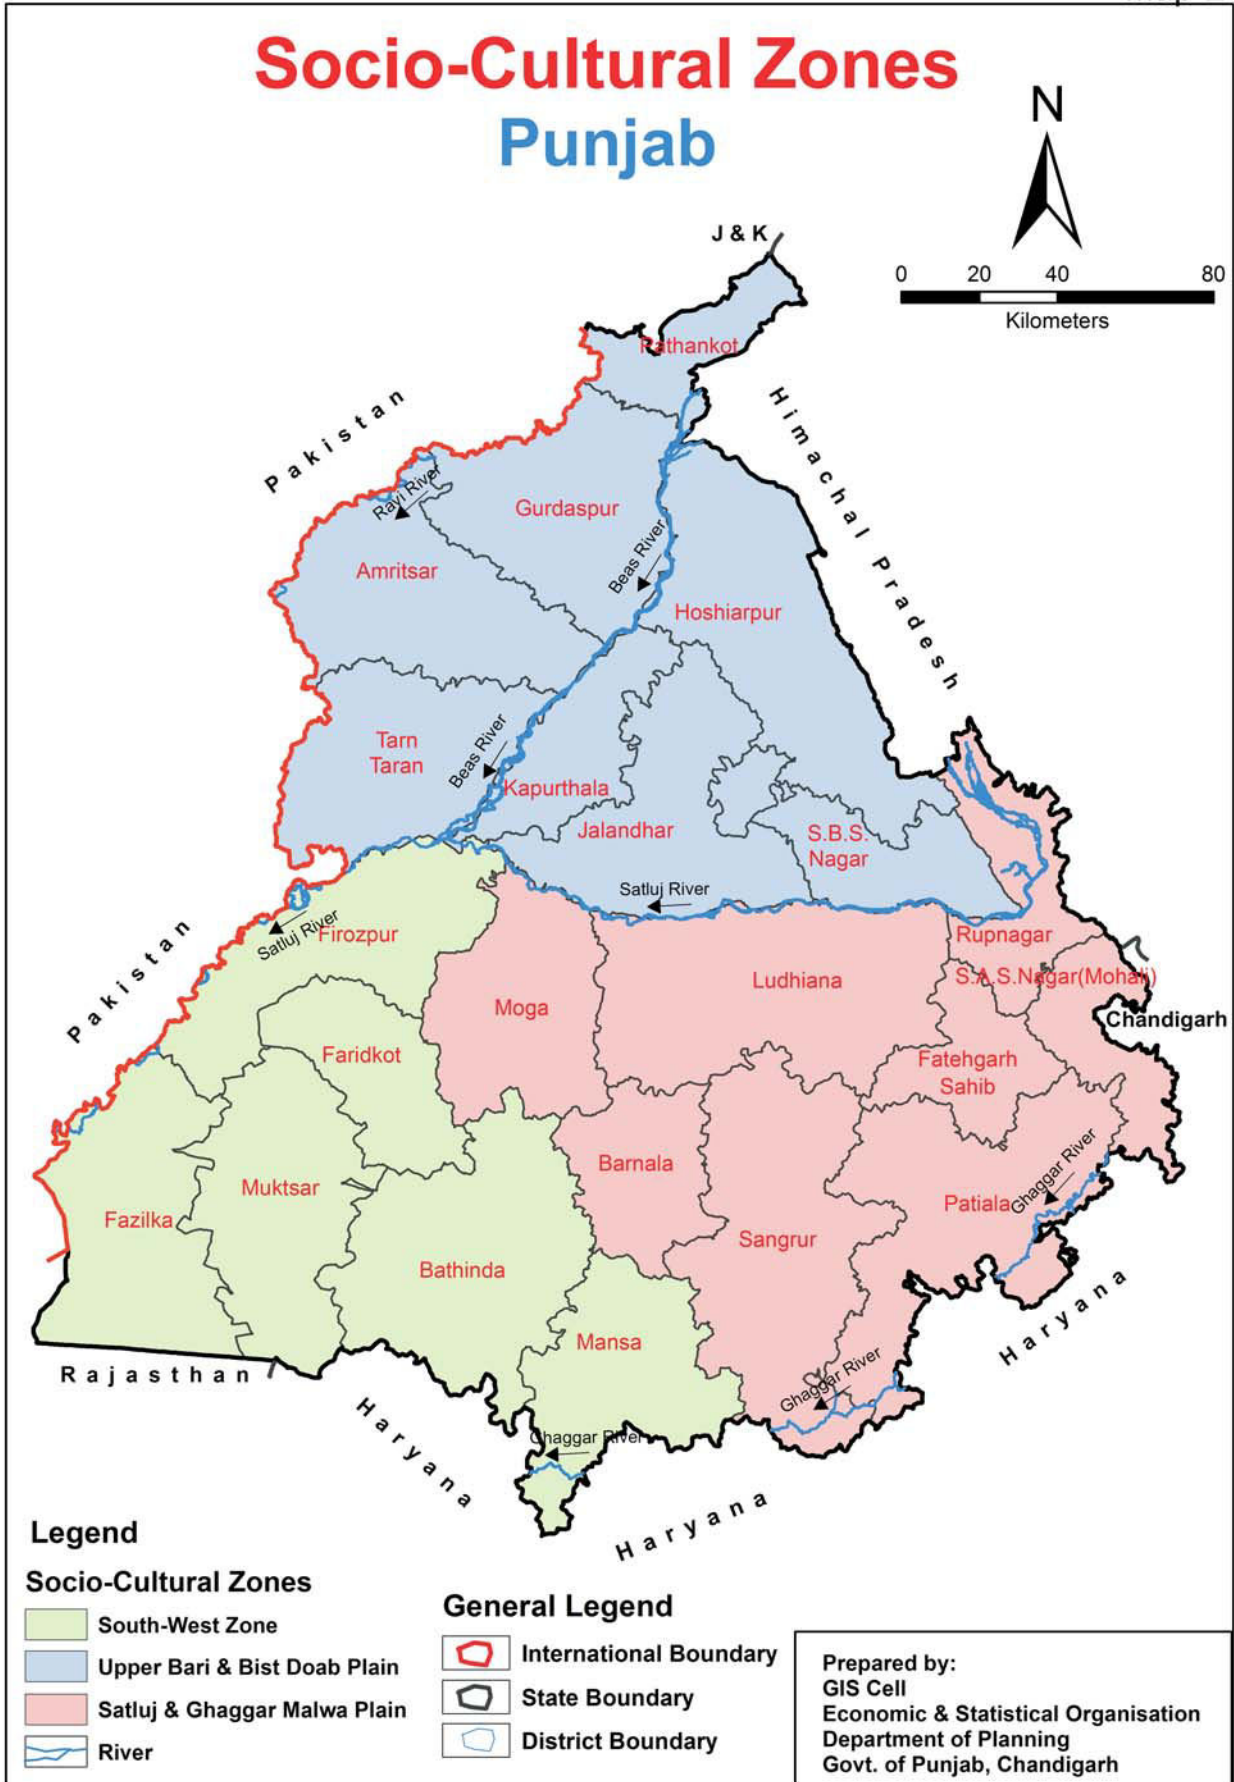 Socio-Cultural Zones
Punjab
N
J & K
0 20 40 80
Kilometers
Pathankot
Pakistan
Himachal Pradesh
Ravi River
Gurdaspur
Beas River
Amritsar
Hoshiarpur
Tarn
Taran
Beas River
Kapurthala
Jalandhar
S.B.S.
Nagar
Satluj River
Pakistan
Satluj River
Firozpur
Rupnagar
Ludhiana
S.A.S.Nagar(Mohali)
Moga
Chandigarh
Faridkot
Fatehgarh
Sahib
Barnala
Ghaggar River
Muktsar
Patiala
Fazilka
Sangrur
Bathinda
Mansa
Haryana
Rajasthan
Ghaggar River
Haryana
Ghaggar River
Haryana
Legend
Socio-Cultural Zones
South-West Zone
Upper Bari & Bist Doab Plain
Satluj & Ghaggar Malwa Plain
River
General Legend
International Boundary
State Boundary
District Boundary
Prepared by:
GIS Cell
Economic & Statistical Organisation
Department of Planning
Govt. of Punjab, Chandigarh